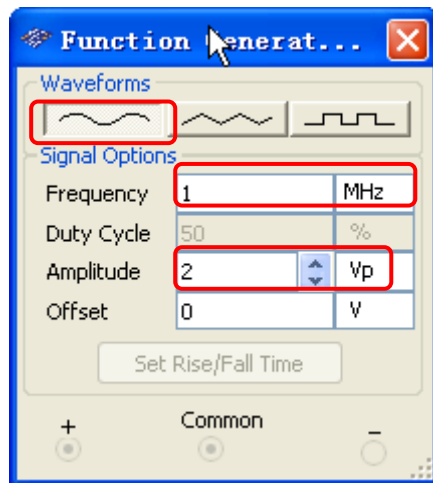 Function Generat...
Waveforms
Signal Options
Frequency 1 MHz
Duty Cycle 50 %
Amplitude 2 Vp
Offset 0 V
Set Rise/Fall Time
+ Common –